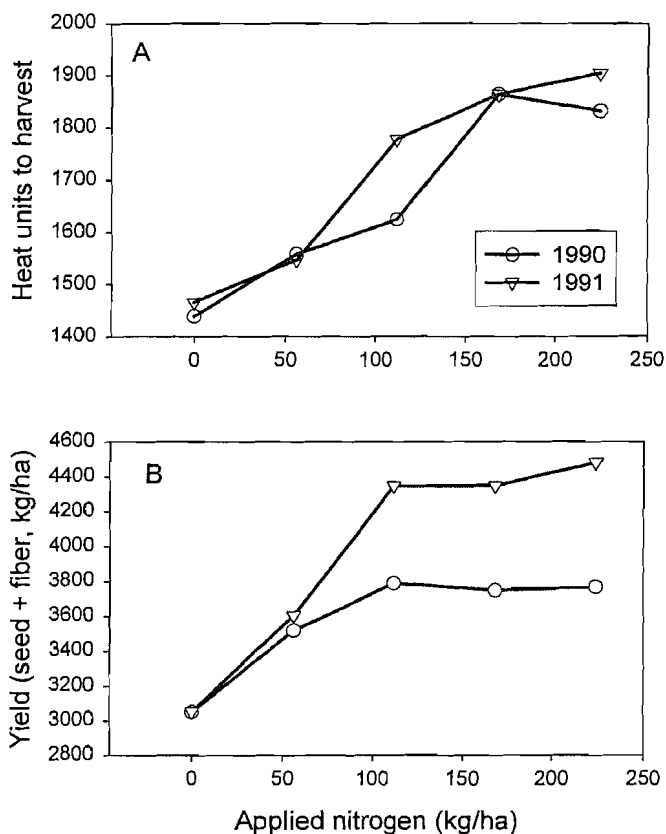 A
Heat units to harvest
2000
1900
1800
1700
1600
1500
1400
0 50 100 150 200 250
1990
1991
B
Yield (seed + fiber, kg/ha)
4600
4400
4200
4000
3800
3600
3400
3200
3000
2800
0 50 100 150 200 250
Applied nitrogen (kg/ha)